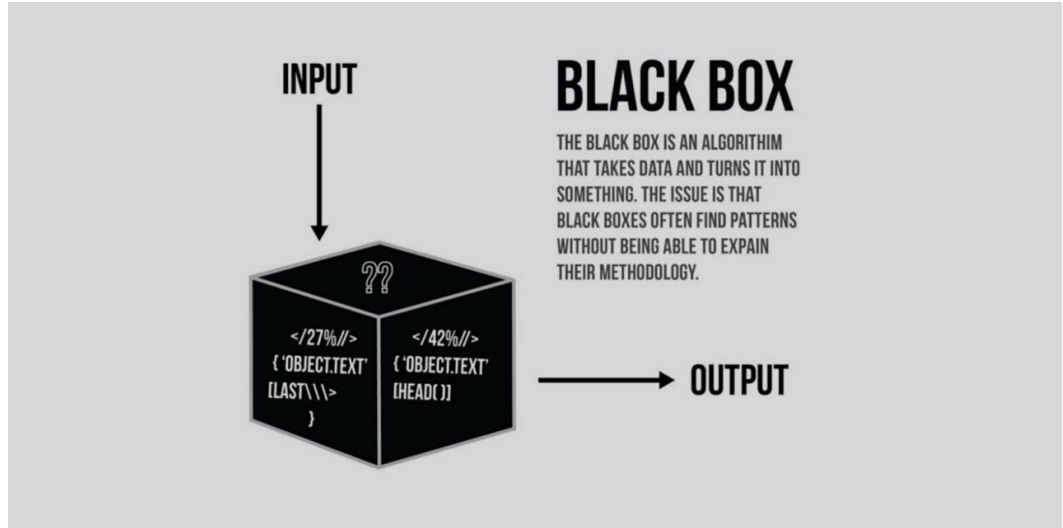 INPUT
BLACK BOX
THE BLACK BOX IS AN ALGORITHIM
THAT TAKES DATA AND TURNS IT INTO
SOMETHING. THE ISSUE IS THAT
BLACK BOXES OFTEN FIND PATTERNS
WITHOUT BEING ABLE TO EXPAIN
THEIR METHODOLOGY.
??
</27%//>
{ 'OBJECT.TEXT'
[LAST\\\>
}
</42%//>
{ 'OBJECT.TEXT'
[HEAD( )]
OUTPUT